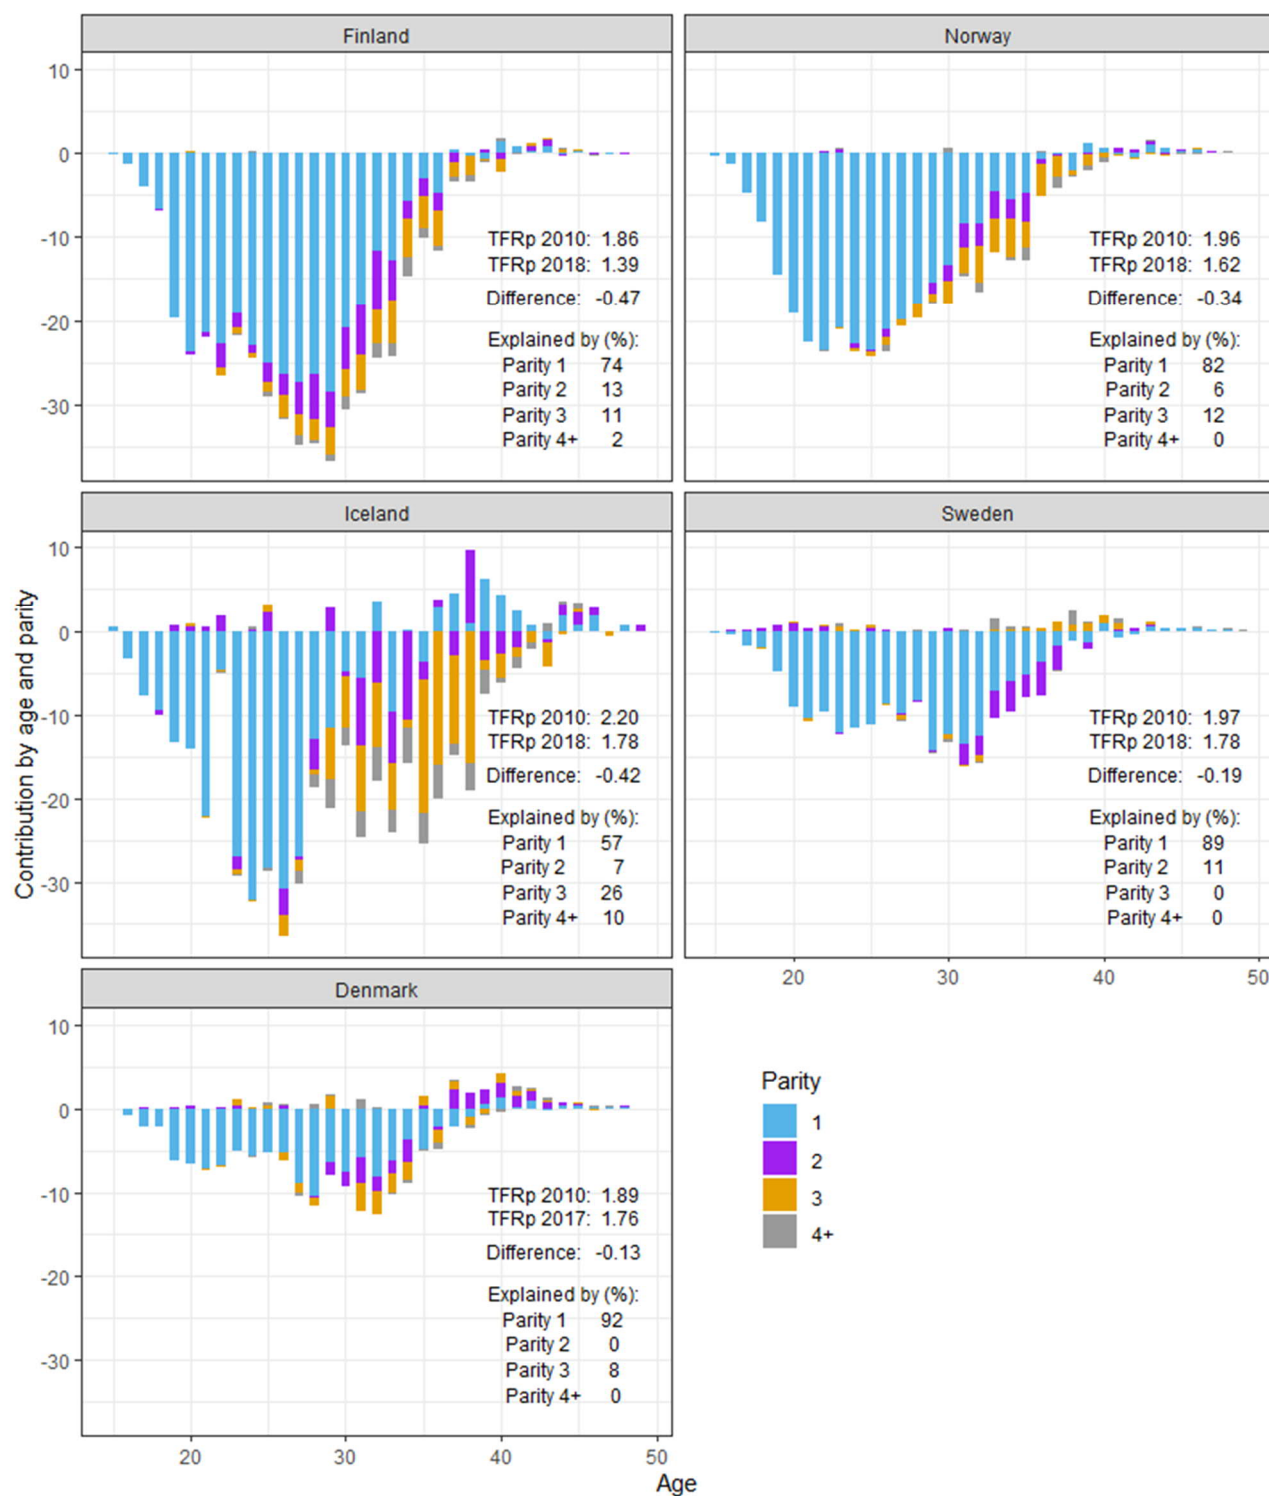 Finland
10
0
-10
-20
-30
TFRp 2010: 1.86
TFRp 2018: 1.39
Difference: -0.47
Explained by (%):
Parity 1 74
Parity 2 13
Parity 3 11
Parity 4+ 2
Norway
TFRp 2010: 1.96
TFRp 2018: 1.62
Difference: -0.34
Explained by (%):
Parity 1 82
Parity 2 6
Parity 3 12
Parity 4+ 0
Contribution by age and parity
Iceland
10
0
-10
-20
-30
TFRp 2010: 2.20
TFRp 2018: 1.78
Difference: -0.42
Explained by (%):
Parity 1 57
Parity 2 7
Parity 3 26
Parity 4+ 10
Sweden
TFRp 2010: 1.97
TFRp 2018: 1.78
Difference: -0.19
Explained by (%):
Parity 1 89
Parity 2 11
Parity 3 0
Parity 4+ 0
20 30 40 50
Denmark
10
0
-10
-20
-30
TFRp 2010: 1.89
TFRp 2017: 1.76
Difference: -0.13
Explained by (%):
Parity 1 92
Parity 2 0
Parity 3 8
Parity 4+ 0
20 30 40 50
Age
Parity
1
2
3
4+